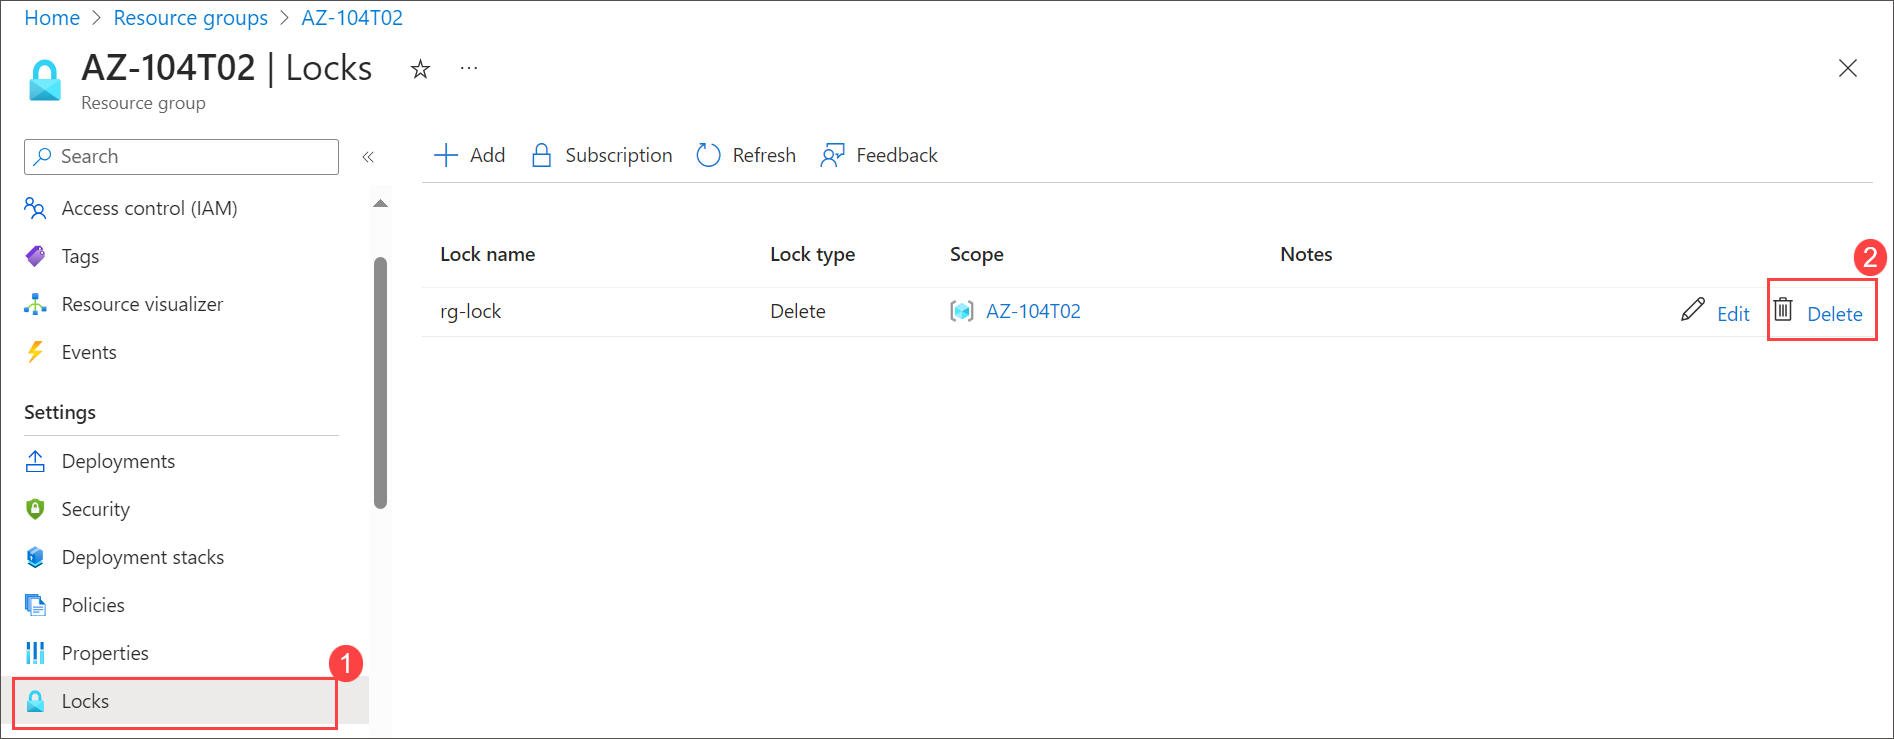 Home > Resource groups > AZ-104T02
AZ-104T02 | Locks ☆ ...
Resource group
Search «
Add Subscription Refresh Feedback
Access control (IAM)
Tags
Resource visualizer
Events
Settings
Deployments
Security
Deployment stacks
Policies
Properties
1
Locks
Lock name Lock type Scope Notes
2
rg-lock Delete AZ-104T02 Edit Delete